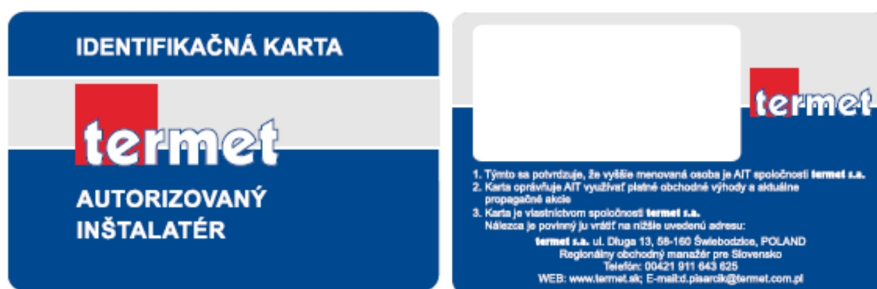 IDENTIFIKAČNÁ KARTA
termet
AUTORIZOVANÝ
INŠTALATÉR
termet
1. Týmto sa potvrdzuje, že vyššie menovaná osoba je AIT spoločnosti termet s.a.
2. Karta oprávňuje AIT využívať platné obchodné výhody a aktuálne
propagačné akcie
3. Karta je vlastníctvom spoločnosti termet s.a.
Nálezca je povinný ju vrátiť na nižšie uvedenú adresu:
termet s.a. ul. Długa 13, 58-160 Świebodzice, POLAND
Regionálny obchodný manažér pre Slovensko
Telefón: 00421 911 643 625
WEB: www.termet.sk; E-mail:d.pisarcik@termet.com.pl